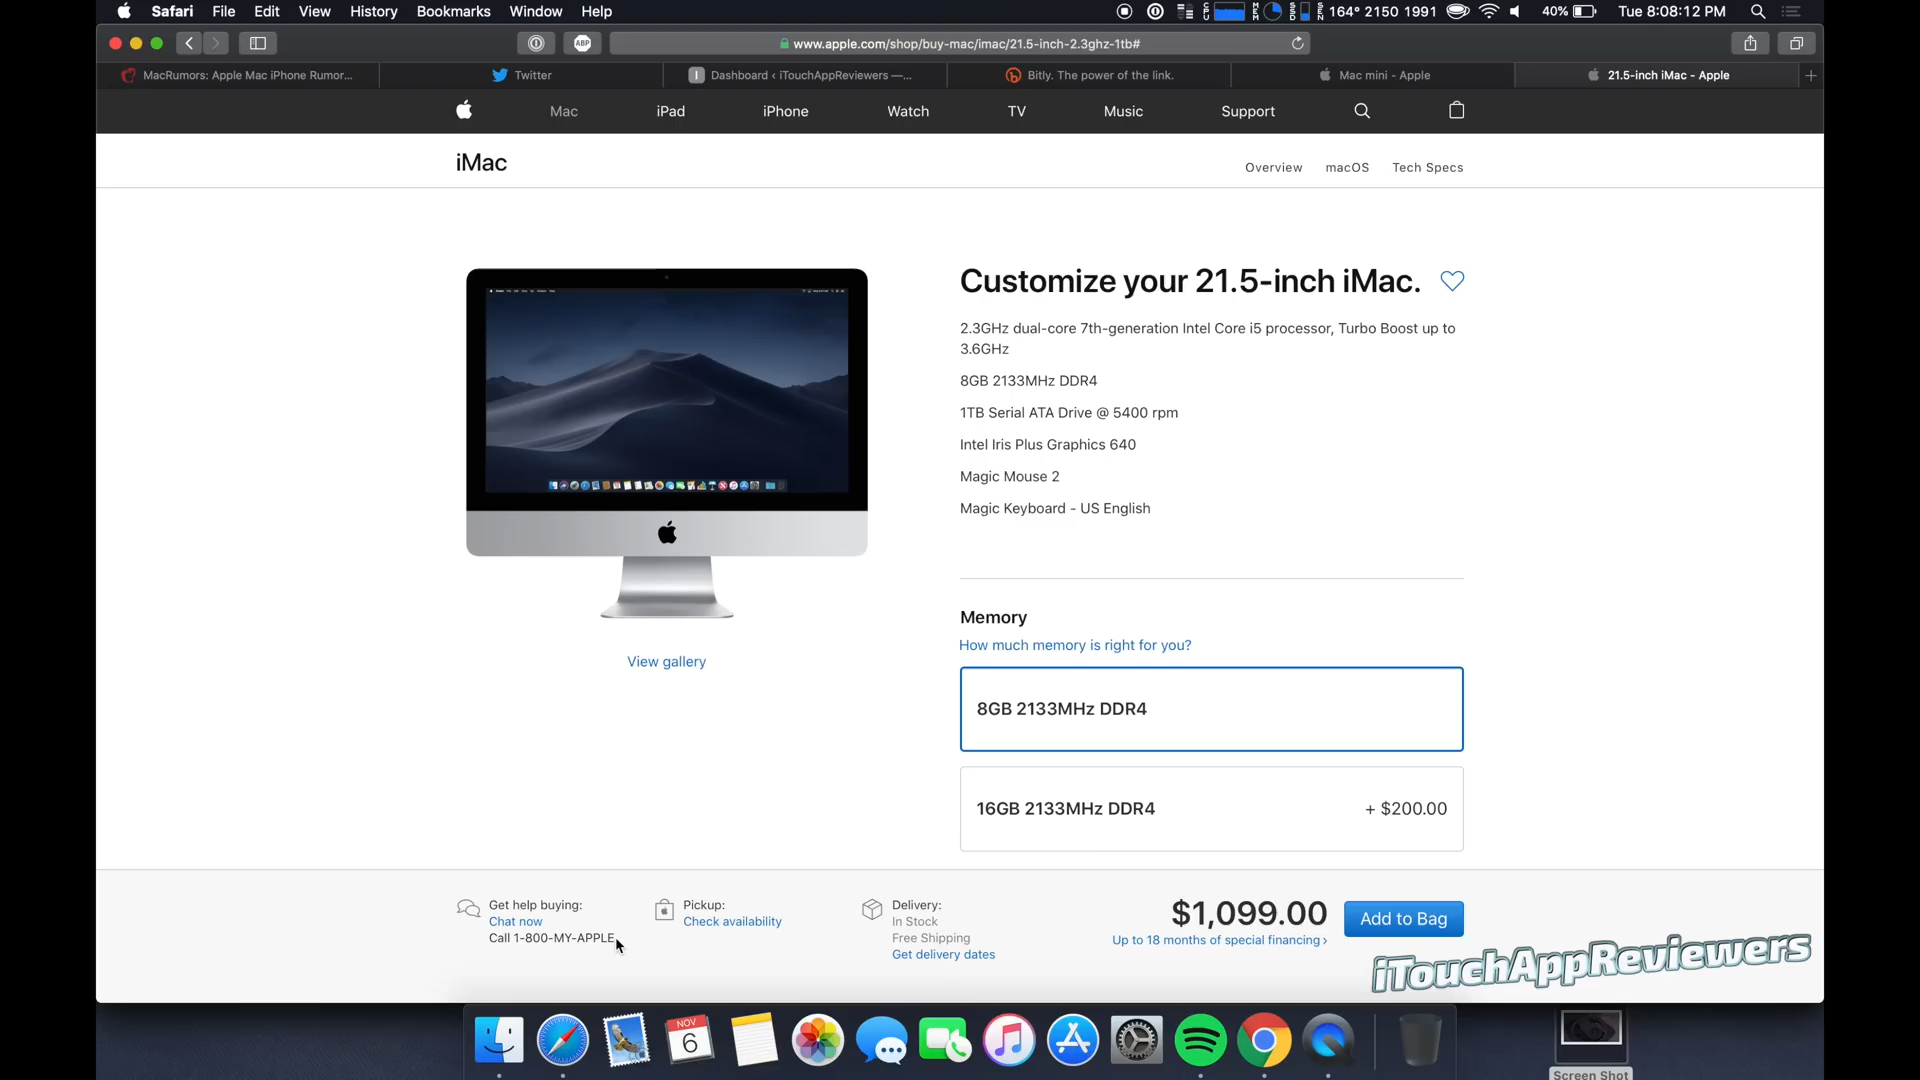 Safari File Edit View History Bookmarks Window Help 164° 2150 1991 40% Tue 8:08:12 PM
ABP www.apple.com/shop/buy-mac/imac/21.5-inch-2.3ghz-1tb#
MacRumors: Apple Mac iPhone Rumor... Twitter Dashboard ‹ iTouchAppReviewers —... Bitly. The power of the link. Mac mini - Apple 21.5-inch iMac - Apple
Mac iPad iPhone Watch TV Music Support
iMac
Overview macOS Tech Specs
Customize your 21.5-inch iMac.
2.3GHz dual-core 7th-generation Intel Core i5 processor, Turbo Boost up to
3.6GHz
8GB 2133MHz DDR4
1TB Serial ATA Drive @ 5400 rpm
Intel Iris Plus Graphics 640
Magic Mouse 2
Magic Keyboard - US English
View gallery
Memory
How much memory is right for you?
8GB 2133MHz DDR4
16GB 2133MHz DDR4 + $200.00
Get help buying:
Chat now
Call 1-800-MY-APPLE
Pickup:
Check availability
Delivery:
In Stock
Free Shipping
Get delivery dates
$1,099.00
Up to 18 months of special financing ›
Add to Bag
iTouchAppReviewers
NOV
6
Screen Shot